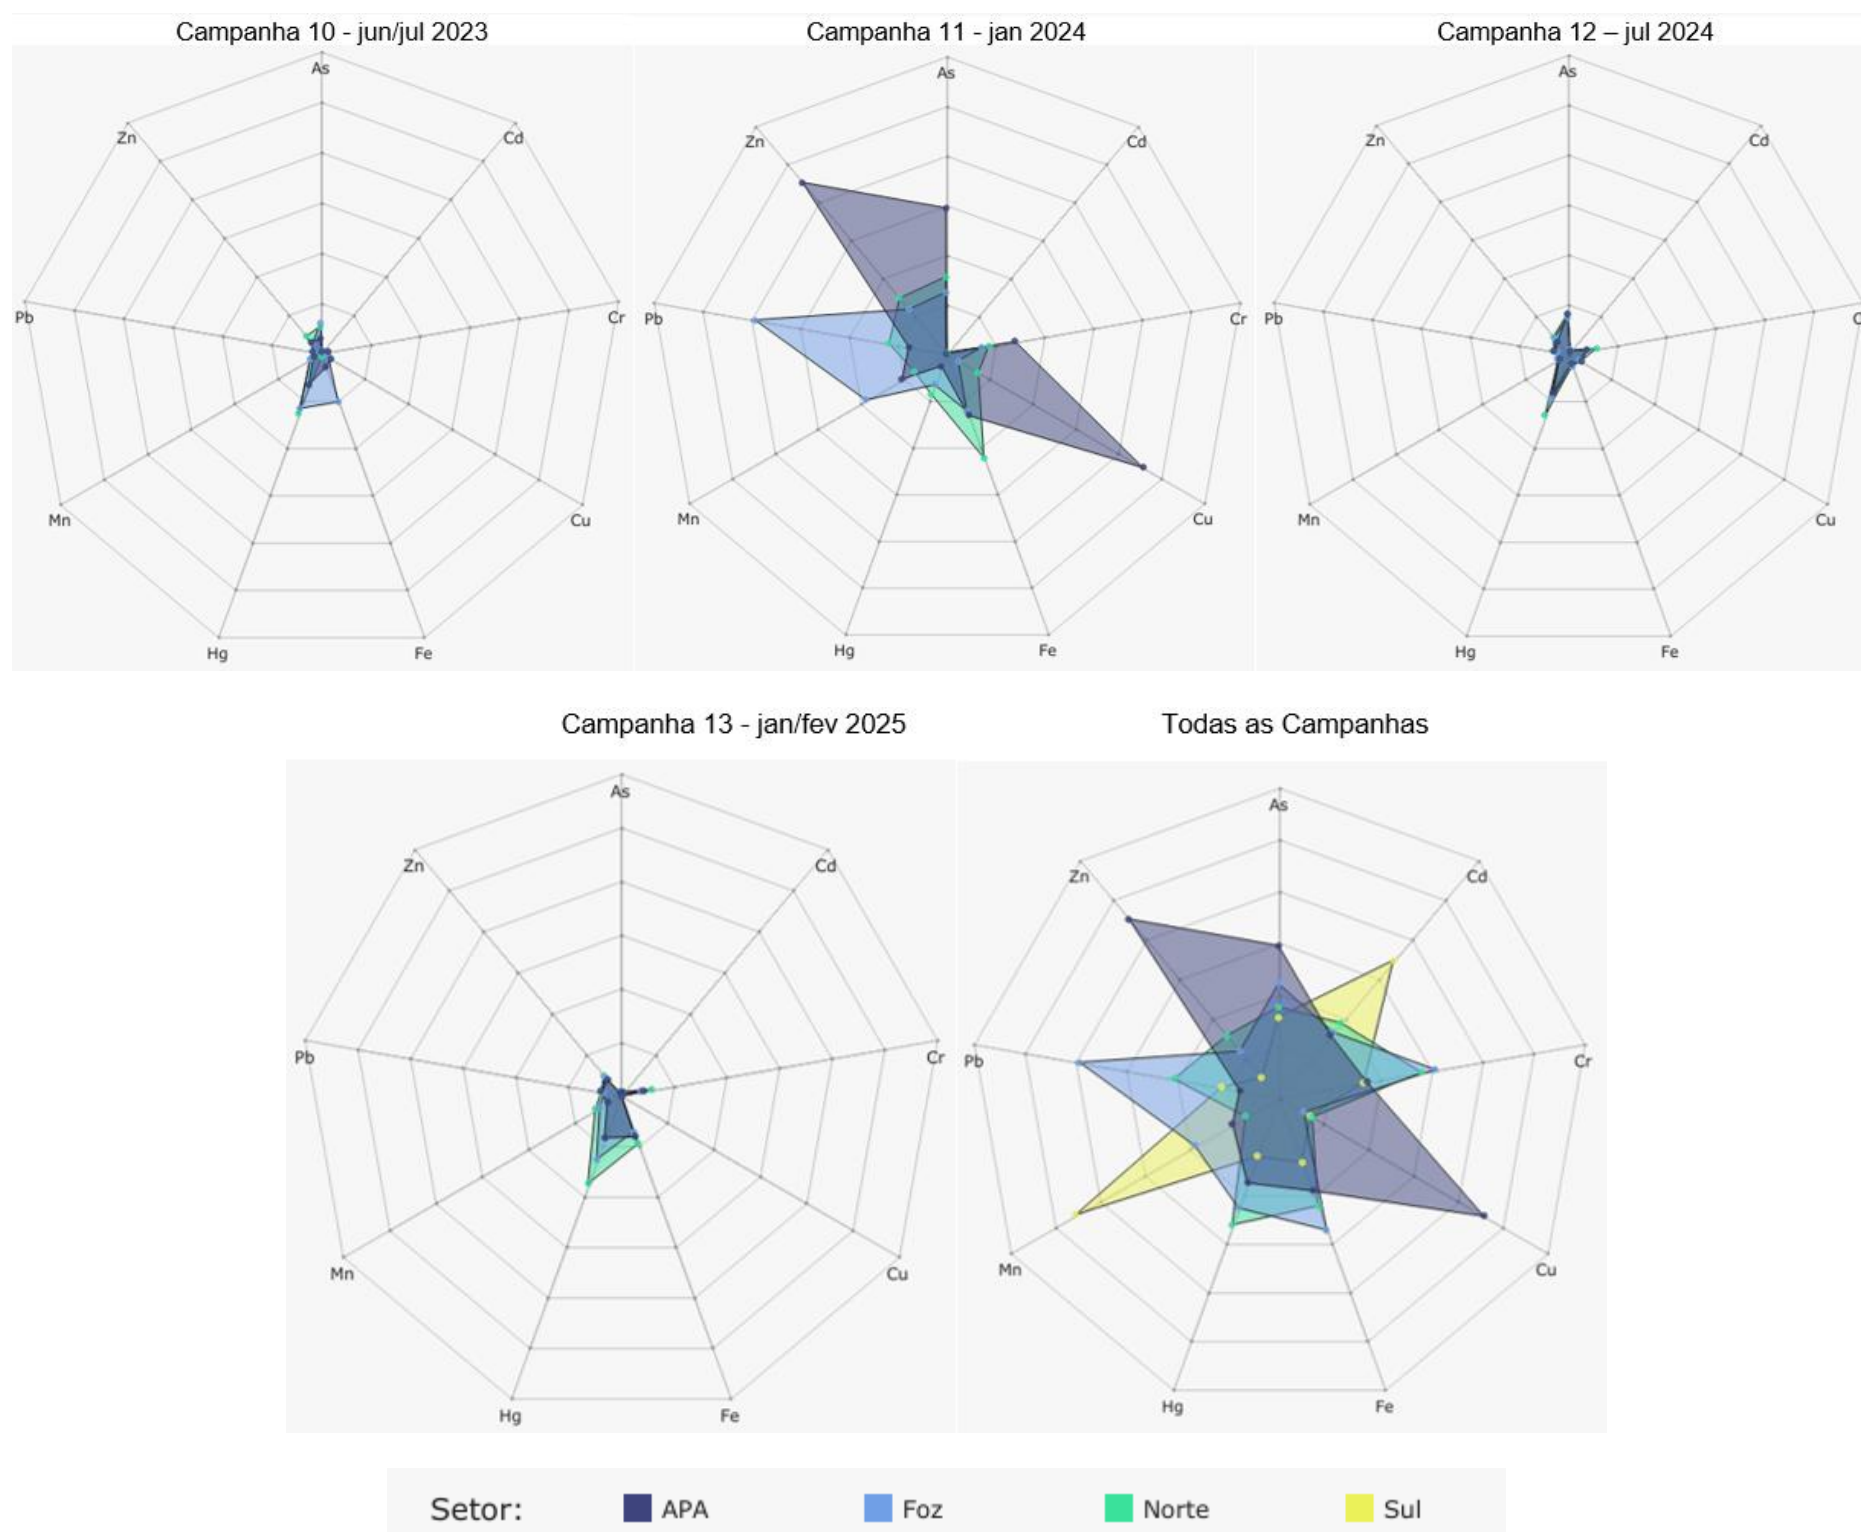 Campanha 10 - jun/jul 2023
Campanha 11 - jan 2024
Campanha 12 – jul 2024
As
Cd
Cr
Cu
Fe
Hg
Mn
Pb
Zn
As
Cd
Cr
Cu
Fe
Hg
Mn
Pb
Zn
As
Cd
Cu
Fe
Hg
Mn
Pb
Zn
Campanha 13 - jan/fev 2025
Todas as Campanhas
As
Cd
Cr
Cu
Fe
Hg
Mn
Pb
Zn
As
Cd
Cr
Cu
Fe
Hg
Mn
Pb
Zn
Setor: APA Foz Norte Sul